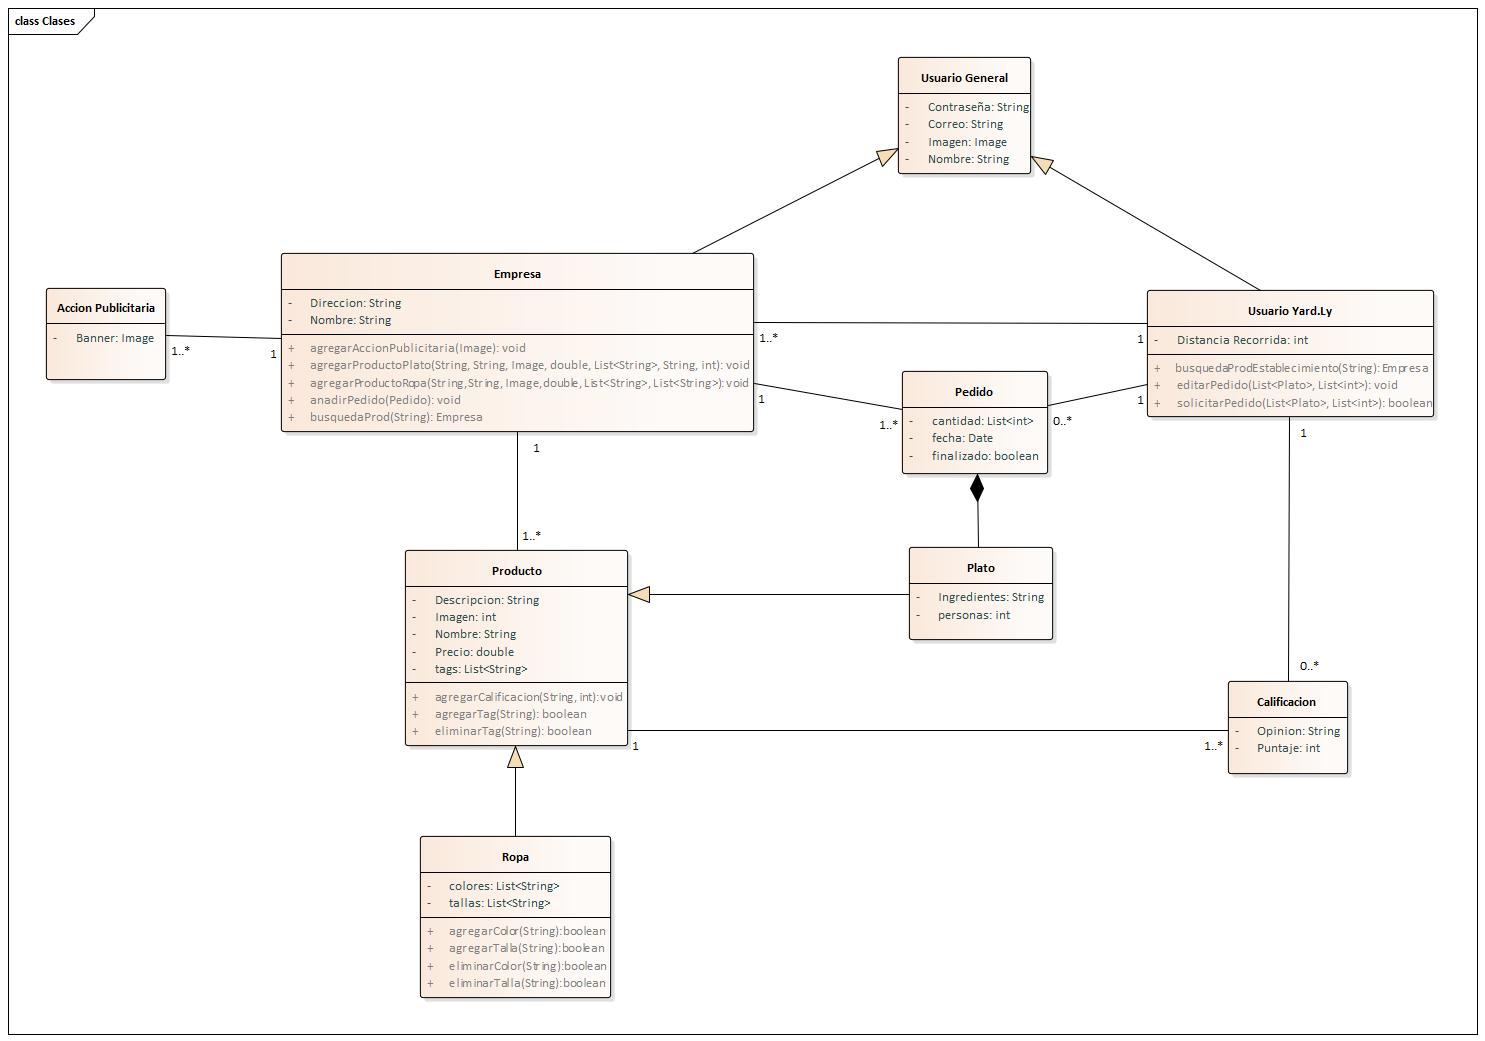 class Clases
Usuario General
- Contraseña: String
- Correo: String
- Imagen: Image
- Nombre: String
Empresa
- Direccion: String
- Nombre: String
+ agregarAccionPublicitaria(Image): void
+ agregarProductoPlato(String, String, Image, double, List<String>, String, int): void
+ agregarProductoRopa(String, String, Image, double, List<String>, List<String>): void
+ anadirPedido(Pedido): void
+ busquedaProd(String): Empresa
Accion Publicitaria
- Banner: Image
1..*
1
Usuario Yard.Ly
- Distancia Recorrida: int
+ busquedaProdEstablecimiento(String): Empresa
+ editarPedido(List<Plato>, List<int>): void
+ solicitarPedido(List<Plato>, List<int>): boolean
1..*
1
Pedido
- cantidad: List<int>
- fecha: Date
- finalizado: boolean
1
1..*
0..*
1
1
1..*
1
0..*
Producto
- Descripcion: String
- Imagen: int
- Nombre: String
- Precio: double
- tags: List<String>
+ agregarCalificacion(String, int): void
+ agregarTag(String): boolean
+ eliminarTag(String): boolean
Plato
- Ingredientes: String
- personas: int
Calificacion
- Opinion: String
- Puntaje: int
1
1..*
Ropa
- colores: List<String>
- tallas: List<String>
+ agregarColor(String): boolean
+ agregarTalla(String): boolean
+ eliminarColor(String): boolean
+ eliminarTalla(String): boolean